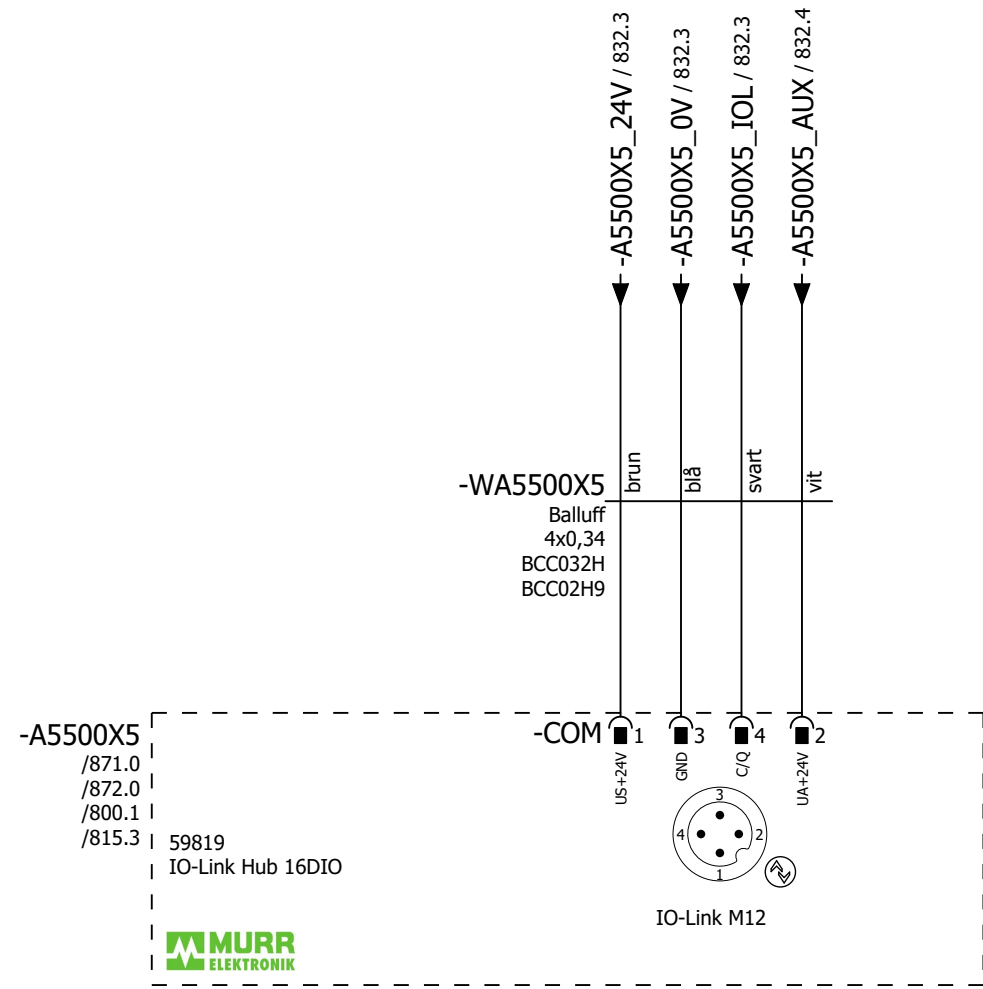 -A5500X5_24V / 832.3
-A5500X5_0V / 832.3
-A5500X5_IOL / 832.3
-A5500X5_AUX / 832.4
brun
blå
svart
vit
-WA5500X5
Balluff
4x0,34
BCC032H
BCC02H9
-A5500X5
/871.0
/872.0
/800.1
/815.3
-COM
1
3
4
2
US+24V
GND
C/Q
UA+24V
3
4
2
1
59819
IO-Link Hub 16DIO
IO-Link M12
MURR
ELEKTRONIK